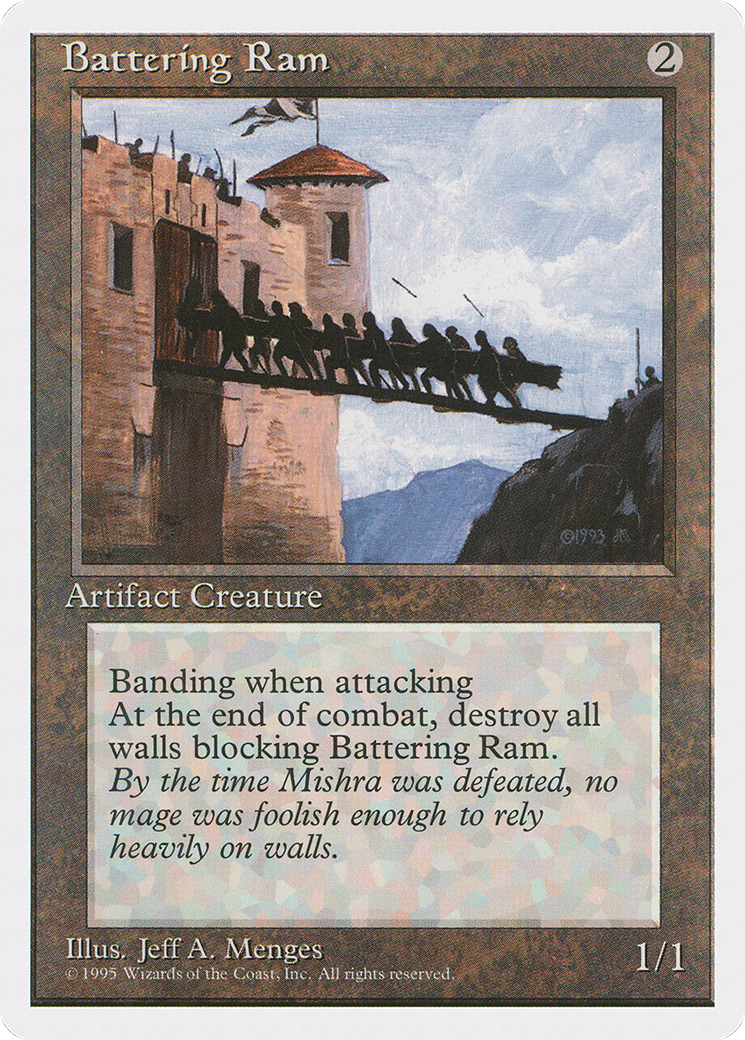 Battering Ram 2
©1993 JM
Artifact Creature
Banding when attacking
At the end of combat, destroy all
walls blocking Battering Ram.
By the time Mishra was defeated, no
mage was foolish enough to rely
heavily on walls.
Illus. Jeff A. Menges
1/1
© 1995 Wizards of the Coast, Inc. All rights reserved.